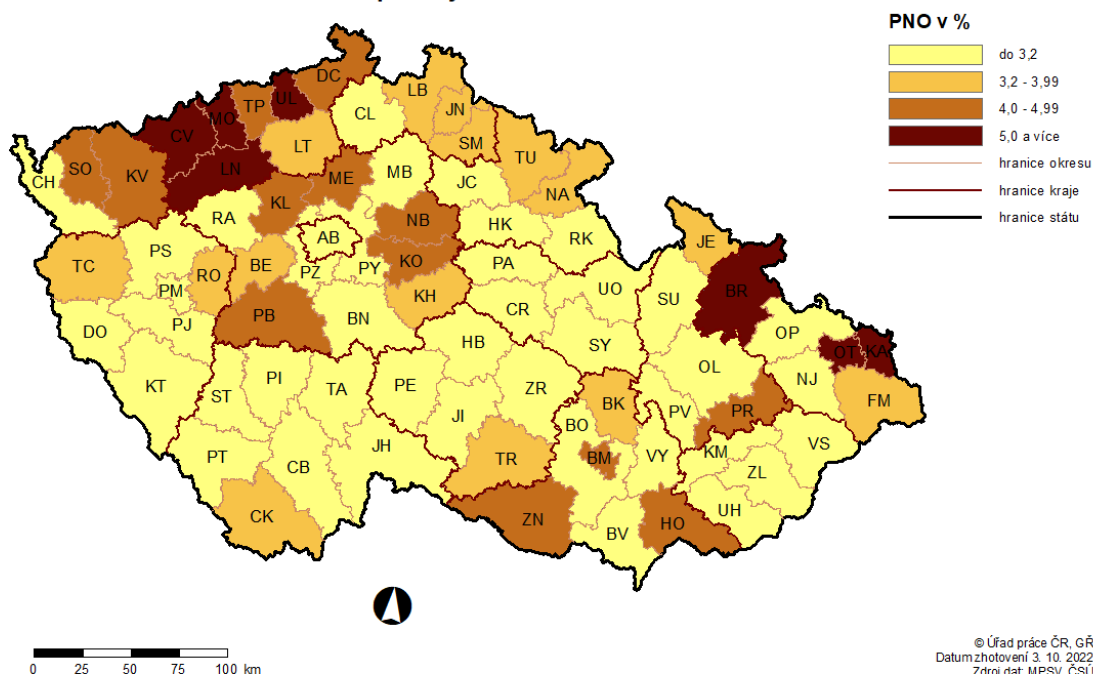 PNO v %
do 3,2
3,2 - 3,99
4,0 - 4,99
5,0 a více
hranice okresu
hranice kraje
hranice státu
DC
UL
TP
LB
JN
MO
CL
CV
LT
SM
TU
SO
KV
LN
ME
MB
CH
JC
NA
KL
RA
NB
HK
AB
RK
JE
PS
KO
TC
RO
BE
PZ
PY
PA
BR
PM
KH
UO
SU
CR
PB
BN
OP
DO
PJ
HB
SY
OT
KA
OL
NJ
KT
ST
PI
TA
PE
ZR
FM
JI
BK
PV
PR
BO
VS
JH
KM
PT
CB
TR
BM
VY
ZL
UH
CK
ZN
HO
BV
0 25 50 75 100 km
© Úřad práce ČR, GŘ
Datum zhotovení 3. 10. 2022
Zdroj dat: MPSV, ČSÚ